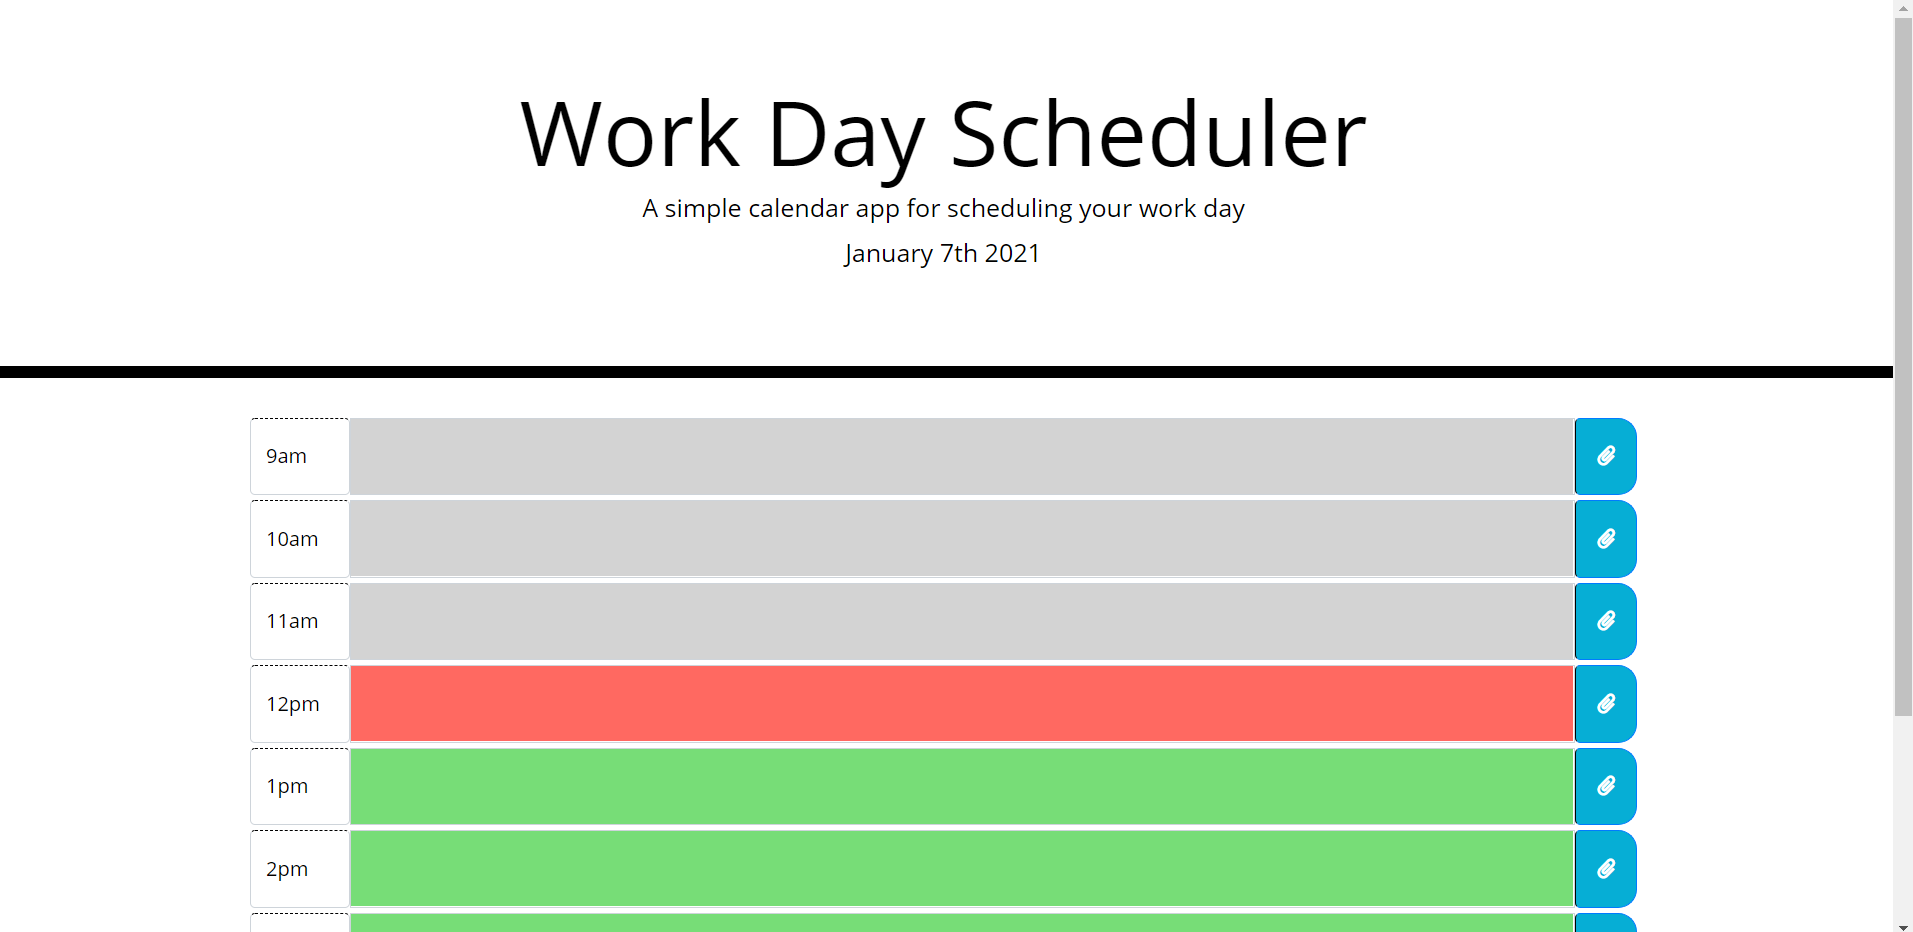 Work Day Scheduler
A simple calendar app for scheduling your work day
January 7th 2021
9am
10am
11am
12pm
1pm
2pm